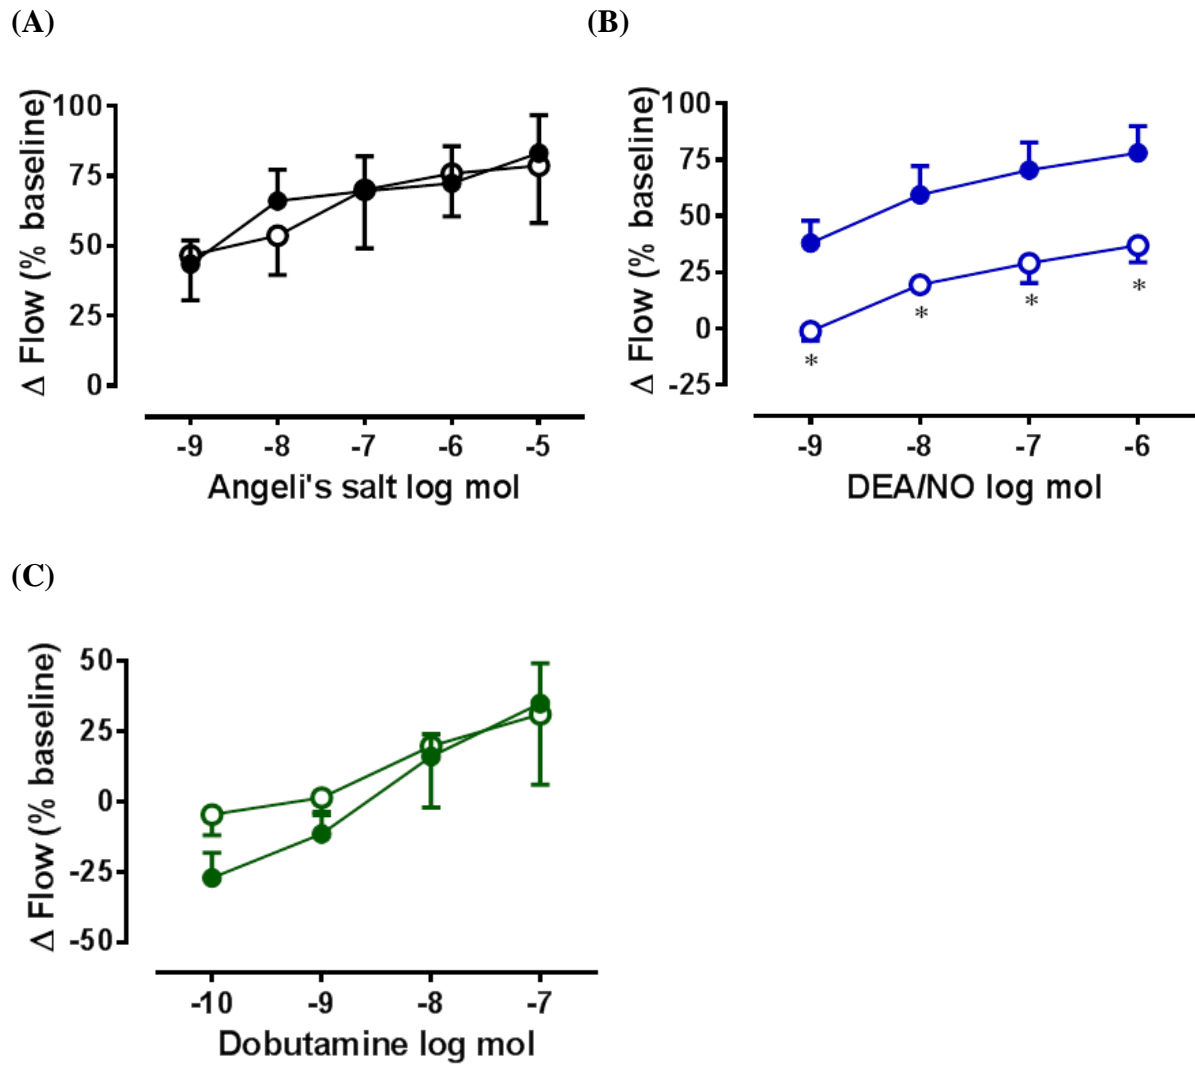 (A)
(B)
Δ Flow (% baseline)
100
75
50
25
0
-9 -8 -7 -6 -5
Angeli's salt log mol
Δ Flow (% baseline)
100
75
50
25
0
-25
*
*
*
*
-9 -8 -7 -6
DEA/NO log mol
(C)
Δ Flow (% baseline)
50
25
0
-25
-50
-10 -9 -8 -7
Dobutamine log mol